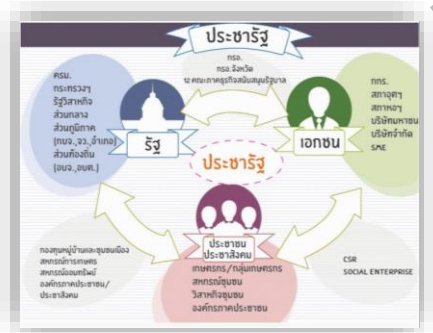 ประชารัฐ
กรอ.
กรอ.จังหวัด
12 คณะภาคธุรกิจสนับสนุนรัฐบาล
ครม.
กระทรวงฯ
รัฐวิสาหกิจ
ส่วนกลาง
ส่วนภูมิภาค
(กบจ.,จว.,อำเภอ)
ส่วนท้องถิ่น
(อบจ.,อบต.)
รัฐ
เอกชน
กกร.
สภาอุตฯ
สภาหอฯ
บริษัทมหาชน
บริษัทจำกัด
SME
ประชารัฐ
ประชาชน
ประชาสังคม
เกษตรกร/กลุ่มเกษตรกร
สหกรณ์ชุมชน
วิสาหกิจชุมชน
องค์กรภาคประชาชน
กองทุนหมู่บ้านและชุมชนเมือง
สหกรณ์การเกษตร
สหกรณ์ออมทรัพย์
องค์กรภาคประชาชน/
ประชาสังคม
CSR
SOCIAL ENTERPRISE